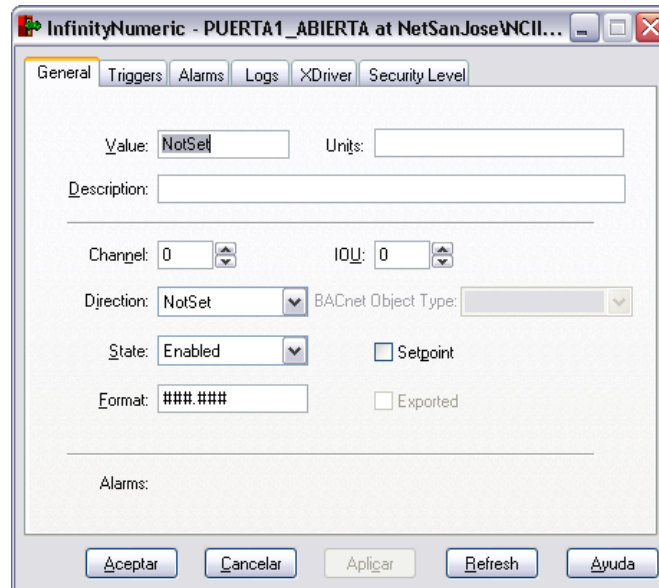 InfinityNumeric - PUERTA1_ABIERTA at NetSanJose\NCII...
General Triggers Alarms Logs XDriver Security Level
Value: NotSet Units:
Description:
Channel: 0 IOU: 0
Direction: NotSet BACnet Object Type:
State: Enabled Setpoint
Format: ###.### Exported
Alarms:
Aceptar Cancelar Aplicar Refresh Ayuda